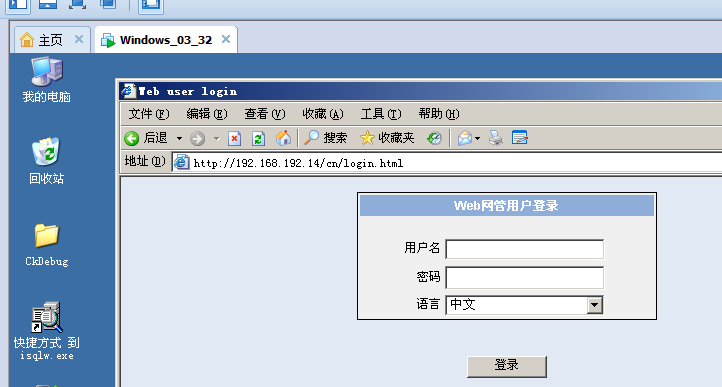 主页
Windows_03_32
我的电脑
回收站
CkDebug
快捷方式 到
isqlw.exe
Web user login
文件(F) 编辑(E) 查看(V) 收藏(A) 工具(T) 帮助(H)
后退 搜索 收藏夹
地址(D) http://192.168.192.14/cn/login.html
Web网管用户登录
用户名
密码
语言 中文
登录